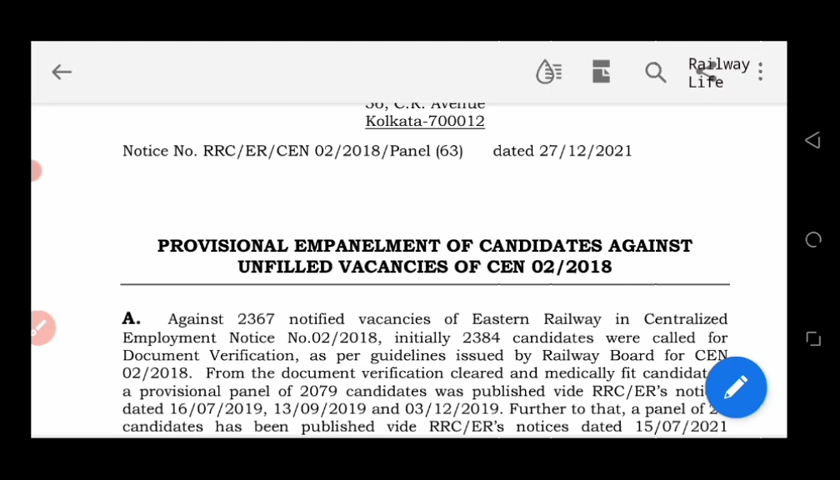 Railway
Life
56, C.R. Avenue
Kolkata-700012
Notice No. RRC/ER/CEN 02/2018/Panel (63) dated 27/12/2021
PROVISIONAL EMPANELMENT OF CANDIDATES AGAINST
UNFILLED VACANCIES OF CEN 02/2018
A. Against 2367 notified vacancies of Eastern Railway in Centralized
Employment Notice No.02/2018, initially 2384 candidates were called for
Document Verification, as per guidelines issued by Railway Board for CEN
02/2018. From the document verification cleared and medically fit
a provisional panel of 2079 candidates was published vide RRC/ER's
dated 16/07/2019, 13/09/2019 and 03/12/2019. Further to that, a panel of
candidates has been published vide RRC/ER's notices dated 15/07/2021